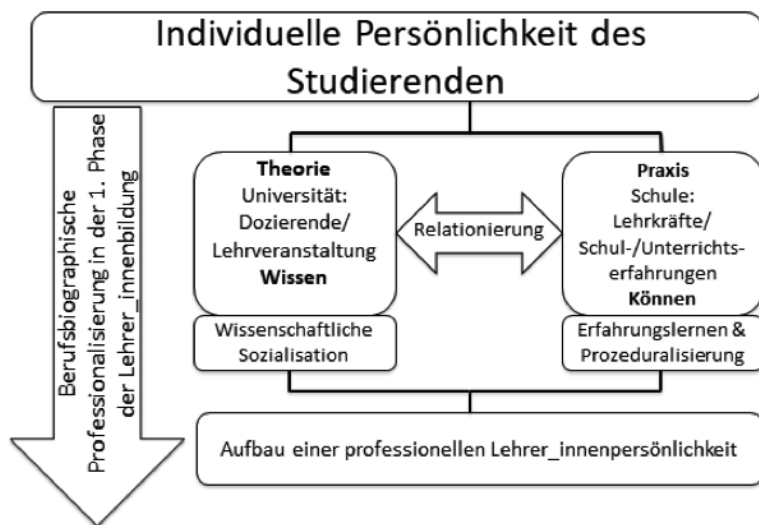 Individuelle Persönlichkeit des
Studierenden
Berufsbiographische
Professionalisierung in der 1. Phase
der Lehrer_innenbildung
Theorie
Universität:
Dozierende/
Lehrveranstaltung
Wissen
Relationierung
Praxis
Schule:
Lehrkräfte/
Schul-/Unterrichts-
erfahrungen
Können
Wissenschaftliche
Sozialisation
Erfahrungslernen &
Prozeduralisierung
Aufbau einer professionellen Lehrer_innenpersönlichkeit